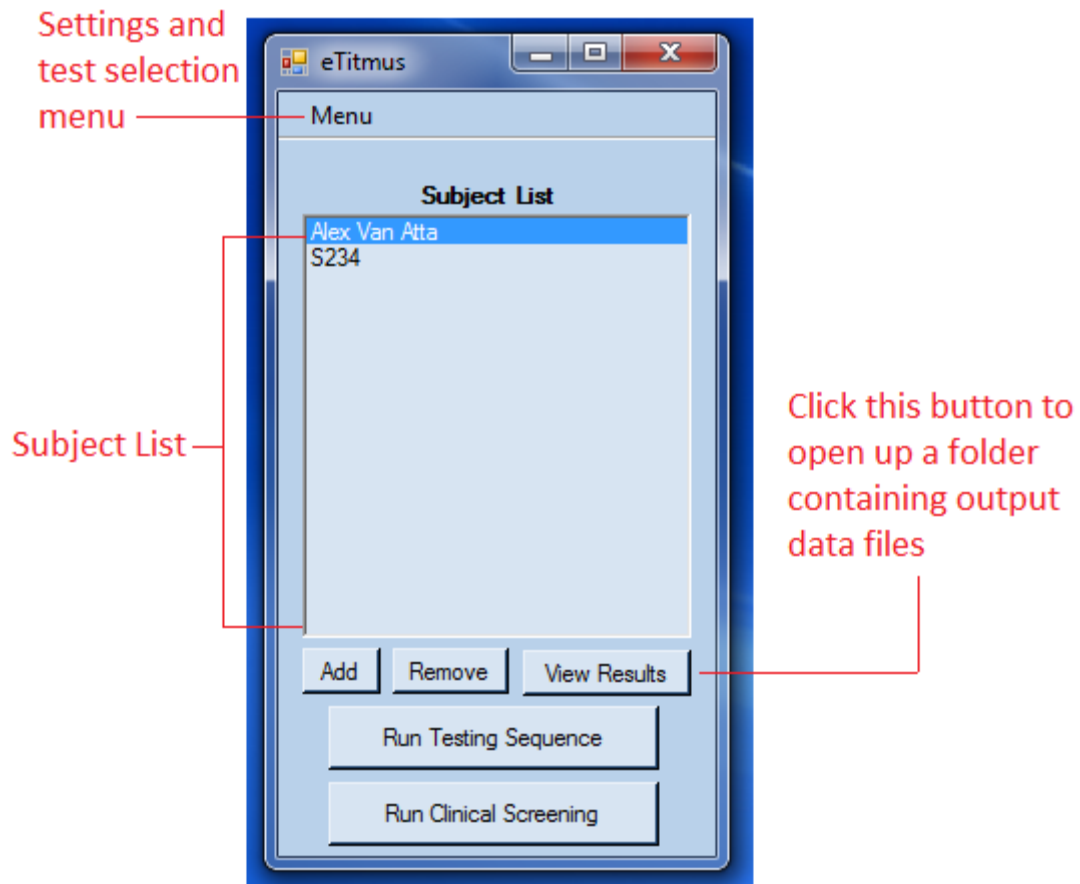 Settings and
test selection
menu
eTitmus
Menu
Subject List
Alex Van Atta
S234
Subject List
Click this button to
open up a folder
containing output
data files
Add
Remove
View Results
Run Testing Sequence
Run Clinical Screening